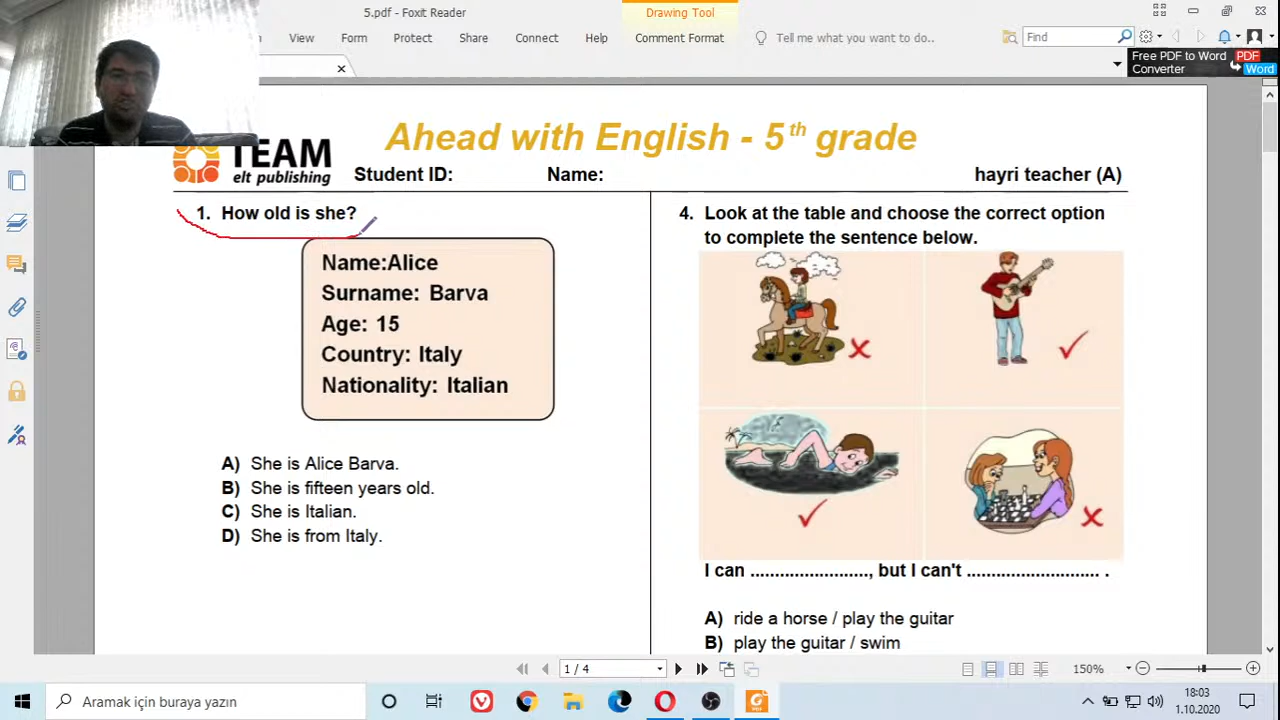 5.pdf - Foxit Reader
Drawing Tool
View Form Protect Share Connect Help Comment Format Tell me what you want to do.. Find
Free PDF to Word PDF
Converter Word
Ahead with English - 5th grade
TEAM
elt publishing
Student ID: Name: hayri teacher (A)
1. How old is she?
Name:Alice
Surname: Barva
Age: 15
Country: Italy
Nationality: Italian
A) She is Alice Barva.
B) She is fifteen years old.
C) She is Italian.
D) She is from Italy.
4. Look at the table and choose the correct option
to complete the sentence below.
I can ........................, but I can't ........................... .
A) ride a horse / play the guitar
B) play the guitar / swim
1 / 4
150%
Aramak için buraya yazın
18:03
1.10.2020